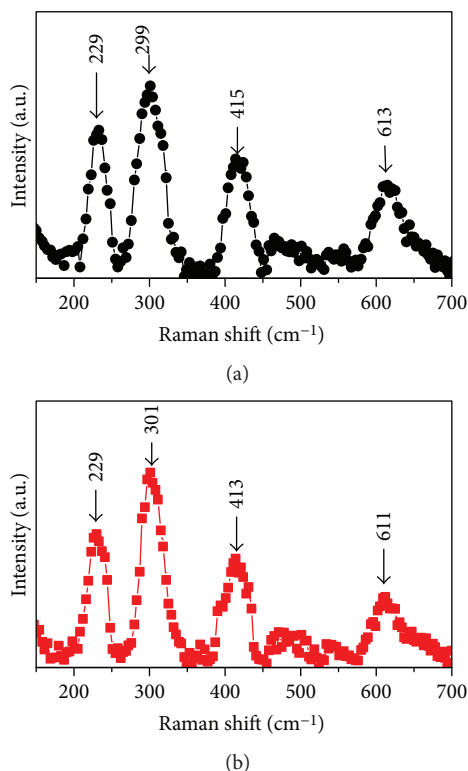 229
299
415
613
Intensity (a.u.)
200 300 400 500 600 700
Raman shift (cm⁻¹)
(a)
229
301
413
611
Intensity (a.u.)
200 300 400 500 600 700
Raman shift (cm⁻¹)
(b)